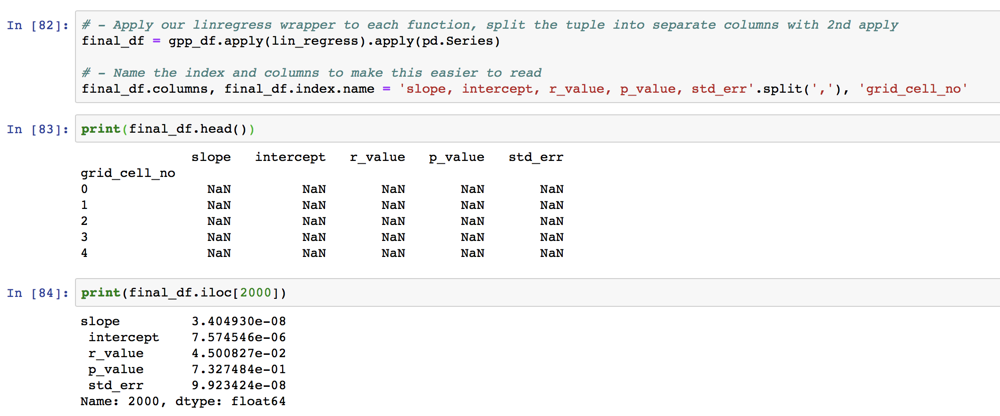 In [82]: # - Apply our linregress wrapper to each function, split the tuple into separate columns with 2nd apply
final_df = gpp_df.apply(lin_regress).apply(pd.Series)
# - Name the index and columns to make this easier to read
final_df.columns, final_df.index.name = 'slope, intercept, r_value, p_value, std_err'.split(','), 'grid_cell_no'
In [83]: print(final_df.head())
slope intercept r_value p_value std_err
grid_cell_no
0 NaN NaN NaN NaN NaN
1 NaN NaN NaN NaN NaN
2 NaN NaN NaN NaN NaN
3 NaN NaN NaN NaN NaN
4 NaN NaN NaN NaN NaN
In [84]: print(final_df.iloc[2000])
slope 3.404930e-08
intercept 7.574546e-06
r_value 4.500827e-02
p_value 7.327484e-01
std_err 9.923424e-08
Name: 2000, dtype: float64